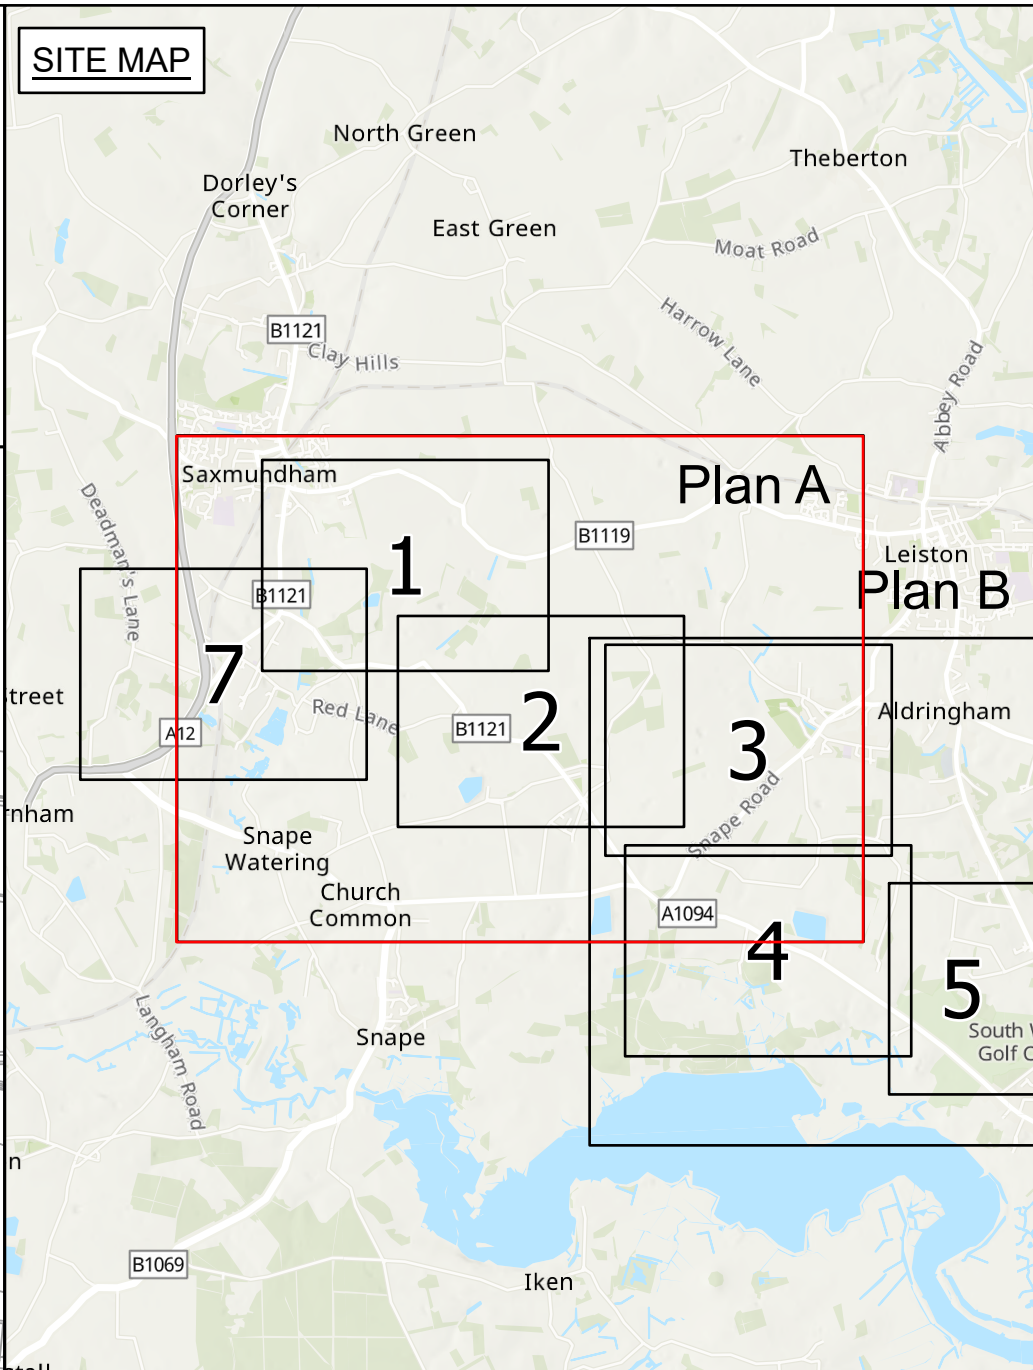 SITE MAP
North Green
Theberton
Dorley's
Corner
East Green
Moat Road
Harrow Lane
B1121
Clay Hills
Abbey Road
Saxmundham
Plan A
Deadman's Lane
B1119
1
Leiston
Plan B
B1121
7
treet
Red Lane
2
Aldringham
A12
B1121
3
nham
Snape Road
Snape
Watering
Church
Common
A1094
4
5
Langham Road
Snape
South
Golf
n
B1069
Iken